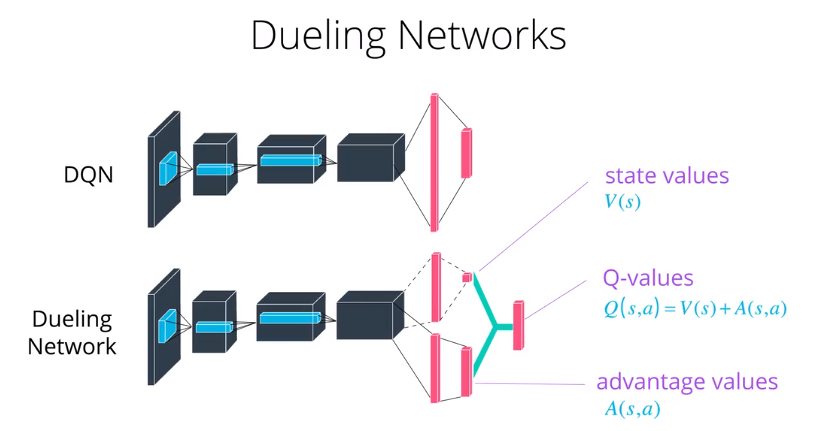 Dueling Networks
DQN
state values
V(s)
Dueling
Network
Q-values
Q(s,a) = V(s) + A(s,a)
advantage values
A(s,a)